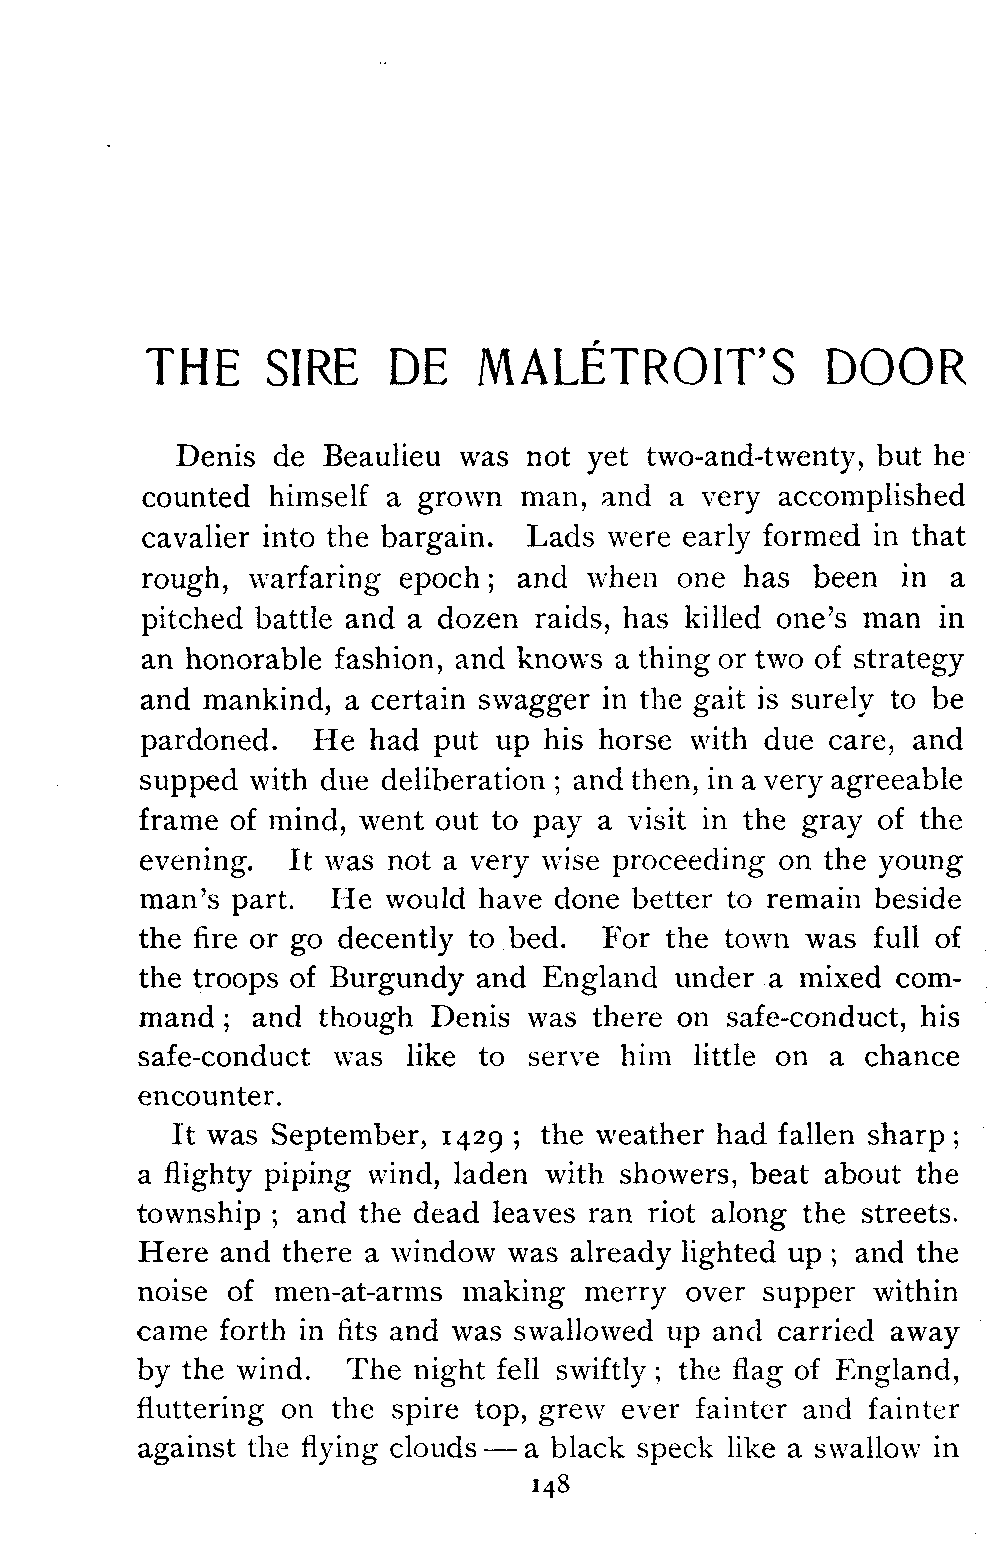 THE SIRE DE MALÉTROIT'S DOOR
Denis de Beaulieu was not yet two-and-twenty, but he
counted himself a grown man, and a very accomplished
cavalier into the bargain. Lads were early formed in that
rough, warfaring epoch; and when one has been in a
pitched battle and a dozen raids, has killed one's man in
an honorable fashion, and knows a thing or two of strategy
and mankind, a certain swagger in the gait is surely to be
pardoned. He had put up his horse with due care, and
supped with due deliberation; and then, in a very agreeable
frame of mind, went out to pay a visit in the gray of the
evening. It was not a very wise proceeding on the young
man's part. He would have done better to remain beside
the fire or go decently to bed. For the town was full of
the troops of Burgundy and England under a mixed com-
mand; and though Denis was there on safe-conduct, his
safe-conduct was like to serve him little on a chance
encounter.
It was September, 1429; the weather had fallen sharp;
a flighty piping wind, laden with showers, beat about the
township; and the dead leaves ran riot along the streets.
Here and there a window was already lighted up; and the
noise of men-at-arms making merry over supper within
came forth in fits and was swallowed up and carried away
by the wind. The night fell swiftly; the flag of England,
fluttering on the spire top, grew ever fainter and fainter
against the flying clouds — a black speck like a swallow in
148